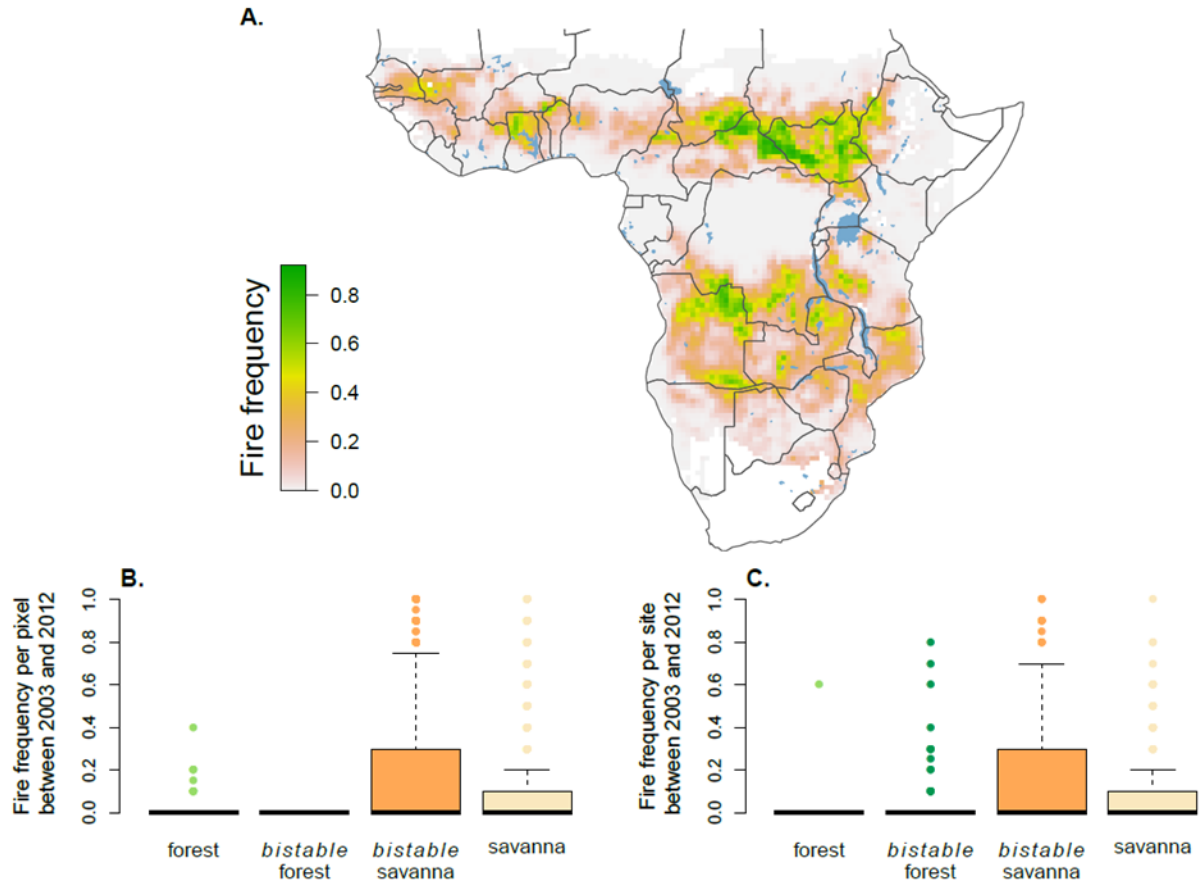 A.
Fire frequency
0.8
0.6
0.4
0.2
0.0
B.
Fire frequency per pixel
between 2003 and 2012
1.0
0.8
0.6
0.4
0.2
0.0
forest
bistable
forest
bistable
savanna
savanna
C.
Fire frequency per site
between 2003 and 2012
1.0
0.8
0.6
0.4
0.2
0.0
forest
bistable
forest
bistable
savanna
savanna